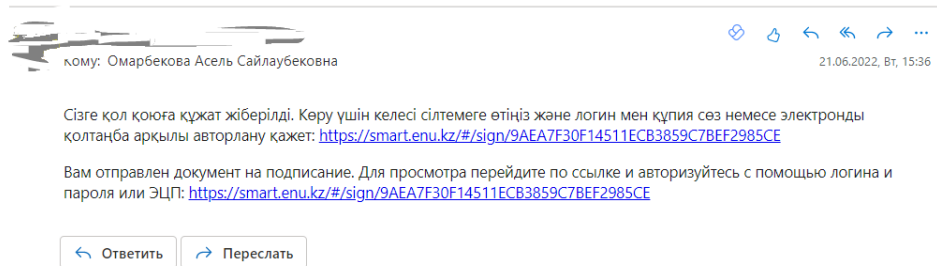 Кому: Омарбекова Асель Сайлаубековна
21.06.2022, Вт, 15:36
Сізге қол қоюға құжат жіберілді. Көру үшін келесі сілтемеге өтіңіз және логин мен құпия сөз немесе электронды
қолтаңба арқылы авторлану қажет: https://smart.enu.kz/#/sign/9AEA7F30F14511ECB3859C7BEF2985CE
Вам отправлен документ на подписание. Для просмотра перейдите по ссылке и авторизуйтесь с помощью логина и
пароля или ЭЦП: https://smart.enu.kz/#/sign/9AEA7F30F14511ECB3859C7BEF2985CE
Ответить
Переслать